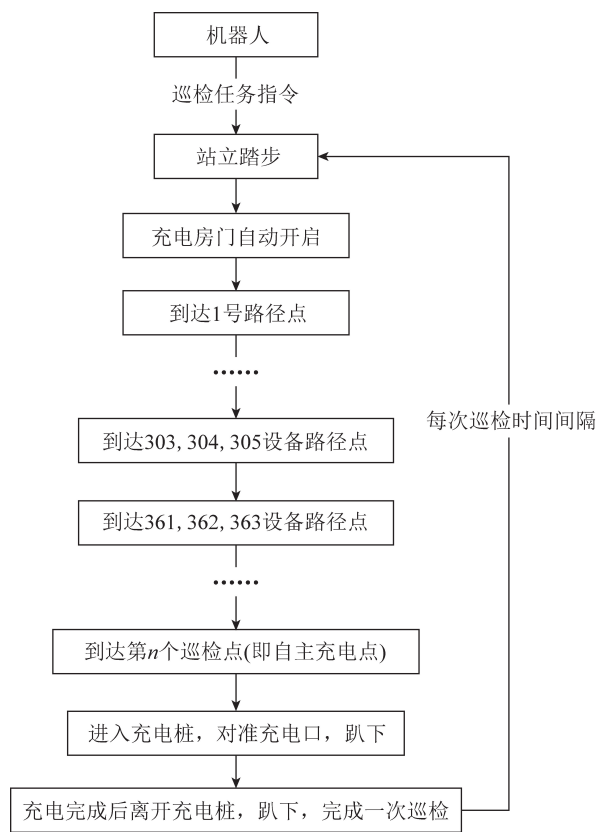 机器人
巡检任务指令
站立踏步
充电房门自动开启
到达1号路径点
……
到达303, 304, 305设备路径点
每次巡检时间间隔
到达361, 362, 363设备路径点
……
到达第n个巡检点(即自主充电点)
进入充电桩，对准充电口，趴下
充电完成后离开充电桩，趴下，完成一次巡检